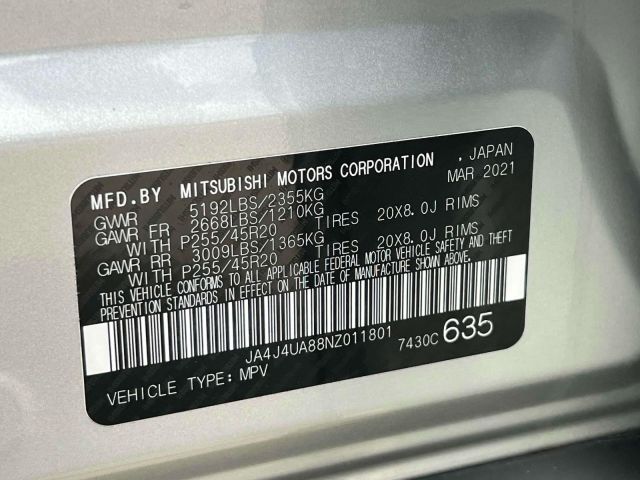 MFD.BY MITSUBISHI MOTORS CORPORATION , JAPAN
MAR 2021
GVWR 5192LBS/2355KG
GAWR FR 2668LBS/1210KG
WITH P255/45R20 TIRES 20X8.0J RIMS
GAWR RR 3009LBS/1365KG
WITH P255/45R20 TIRES 20X8.0J RIMS
THIS VEHICLE CONFORMS TO ALL APPLICABLE FEDERAL MOTOR VEHICLE SAFETY AND THEFT
PREVENTION STANDARDS IN EFFECT ON THE DATE OF MANUFACTURE SHOWN ABOVE.
JA4J4UA88NZ011801 7430C 635
VEHICLE TYPE: MPV